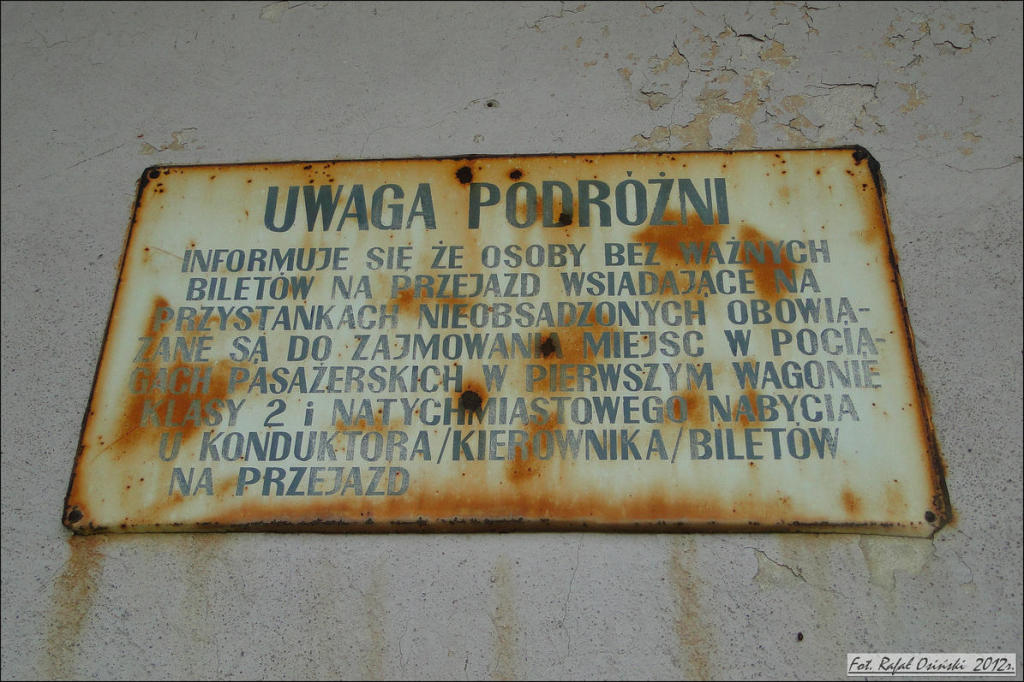 UWAGA PODRÓŻNI
INFORMUJE SIĘ ŻE OSOBY BEZ WAŻNYCH
BILETÓW NA PRZEJAZD WSIADAJĄCE NA
PRZYSTANKACH NIEOBSADZONYCH OBOWIĄ-
ZANE SĄ DO ZAJMOWANIA MIEJSC W POCIĄ-
GACH PASAŻERSKICH W PIERWSZYM WAGONIE
KLASY 2 i NATYCHMIASTOWEGO NABYCIA
U KONDUKTORA/KIEROWNIKA/BILETÓW
NA PRZEJAZD
Fot. Rafał Osiński 2012r.